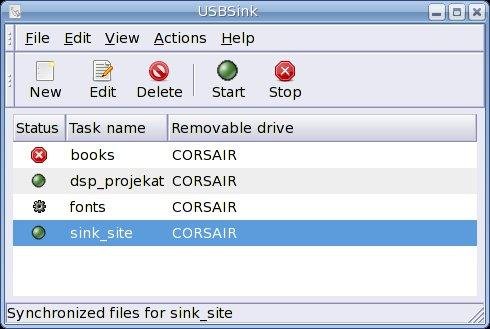 USBSink
File Edit View Actions Help
New Edit Delete Start Stop
Status Task name Removable drive
books CORSAIR
dsp_projekat CORSAIR
fonts CORSAIR
sink_site CORSAIR
Synchronized files for sink_site